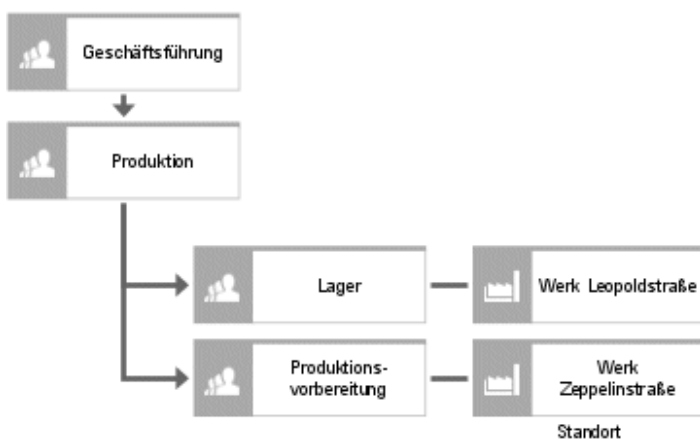 Geschäftsführung
Produktion
Lager
Werk Leopoldstraße
Produktions-
vorbereitung
Werk
Zeppelinstraße
Standort